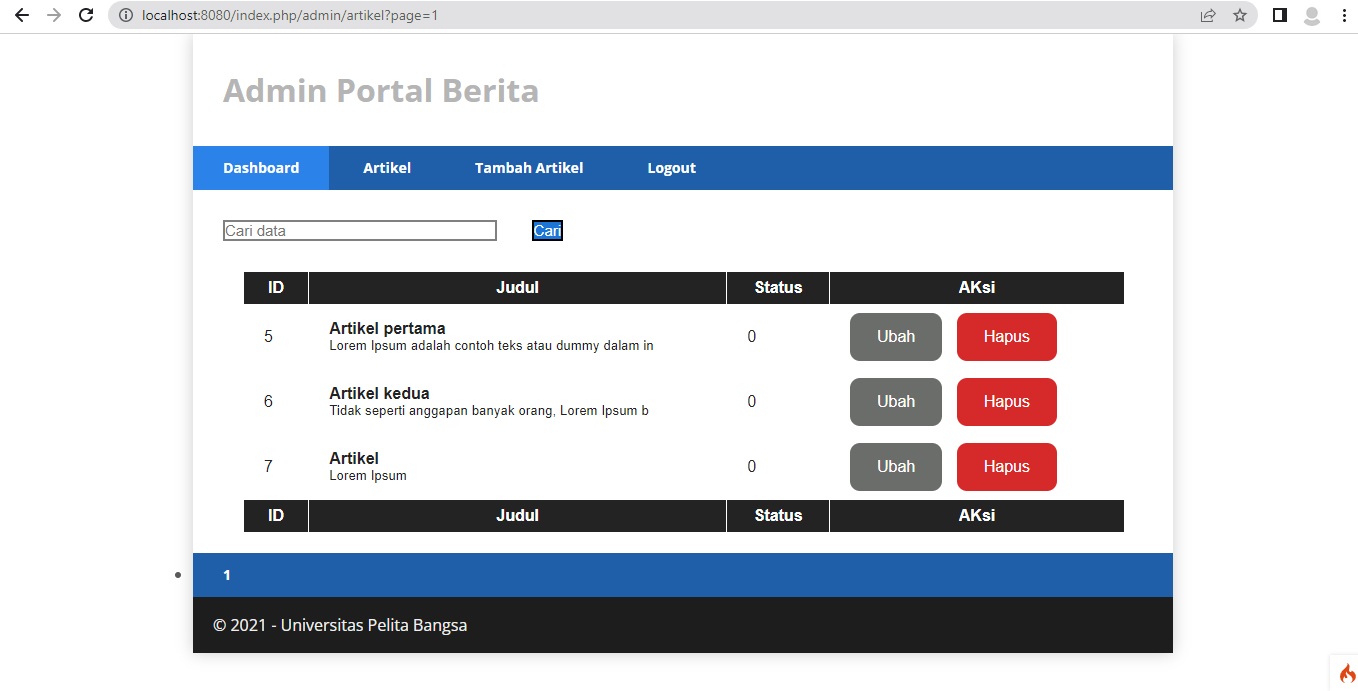 localhost:8080/index.php/admin/artikel?page=1
Admin Portal Berita
Dashboard Artikel Tambah Artikel Logout
Cari data Cari
ID Judul Status AKsi
5 Artikel pertama 0 Ubah Hapus
Lorem Ipsum adalah contoh teks atau dummy dalam in
6 Artikel kedua 0 Ubah Hapus
Tidak seperti anggapan banyak orang, Lorem Ipsum b
7 Artikel 0 Ubah Hapus
Lorem Ipsum
ID Judul Status AKsi
1
© 2021 - Universitas Pelita Bangsa